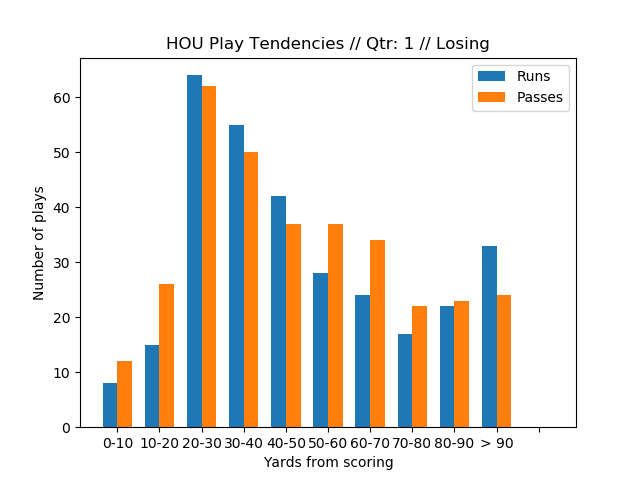 HOU Play Tendencies // Qtr: 1 // Losing
Runs
Passes
Number of plays
60
50
40
30
20
10
0
0-10 10-20 20-30 30-40 40-50 50-60 60-70 70-80 80-90 > 90
Yards from scoring